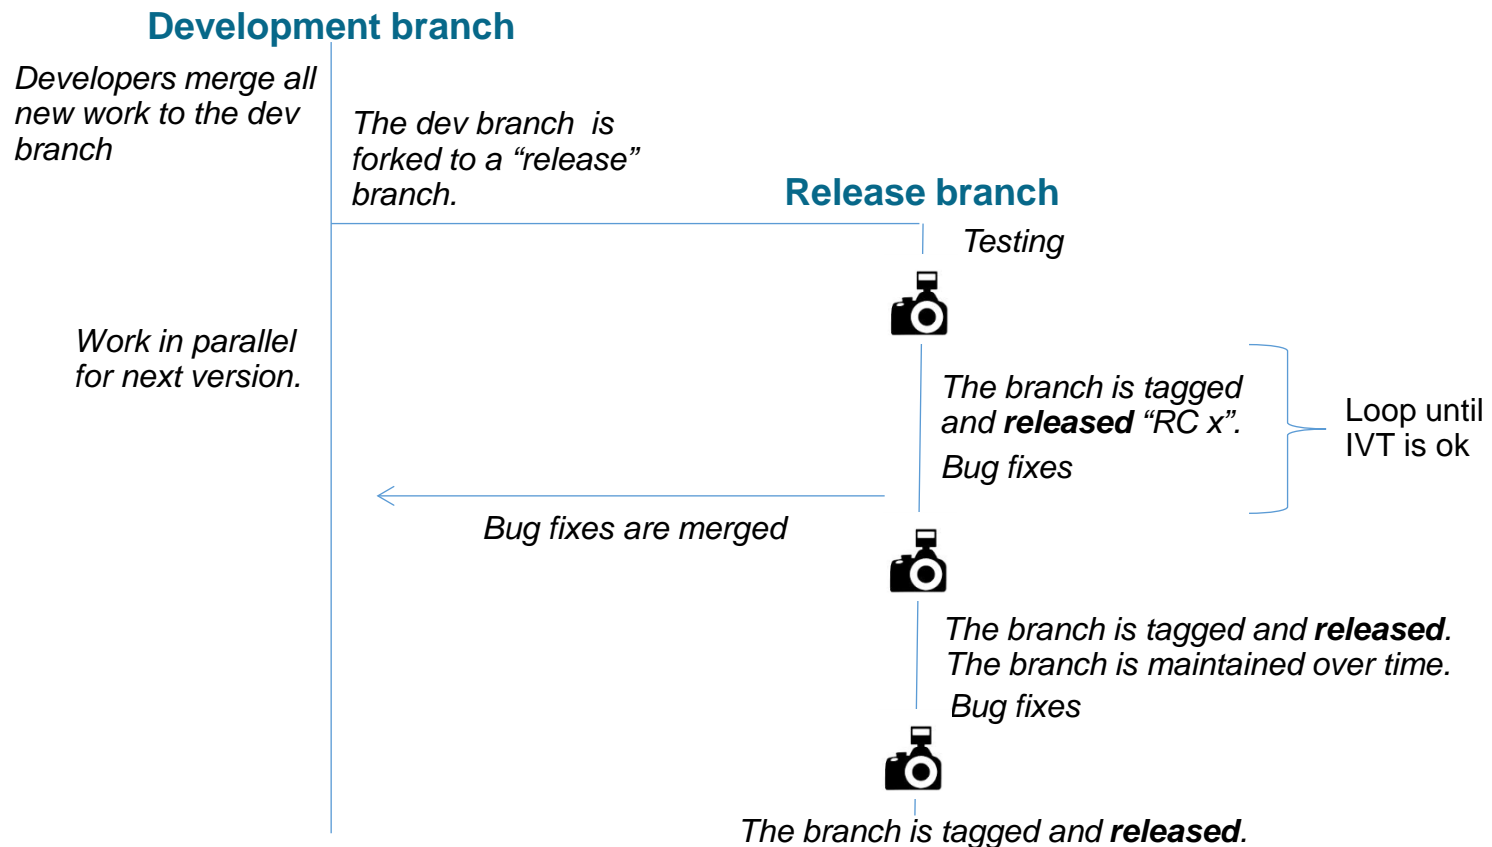 Development branch
Developers merge all
new work to the dev
branch
The dev branch is
forked to a “release”
branch.
Release branch
Testing
Work in parallel
for next version.
The branch is tagged
and released “RC x”.
Bug fixes
Loop until
IVT is ok
Bug fixes are merged
The branch is tagged and released.
The branch is maintained over time.
Bug fixes
The branch is tagged and released.